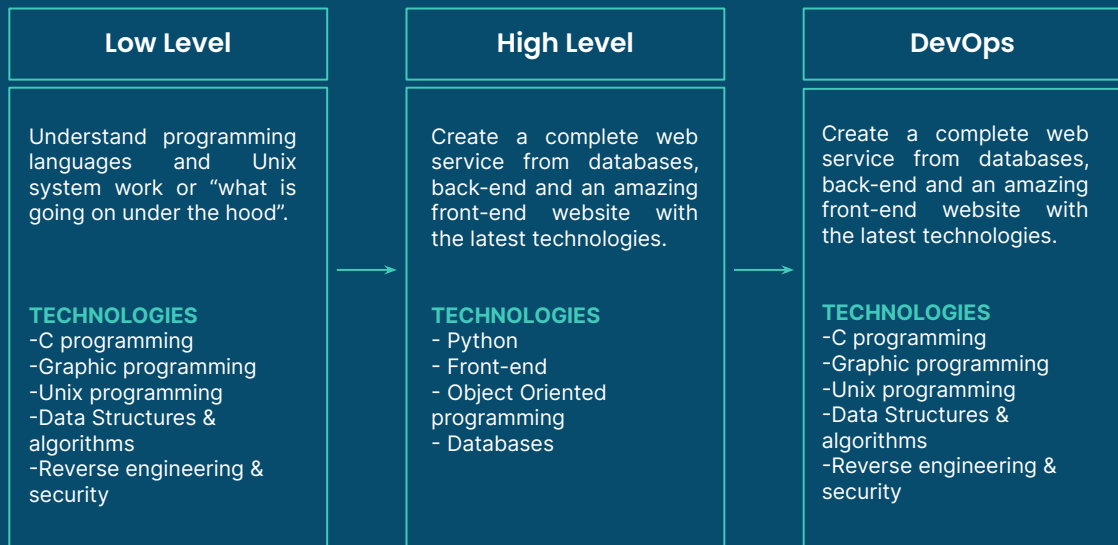 Low Level
Understand programming
languages and Unix
system work or “what is
going on under the hood”.
TECHNOLOGIES
-C programming
-Graphic programming
-Unix programming
-Data Structures &
algorithms
-Reverse engineering &
security
High Level
Create a complete web
service from databases,
back-end and an amazing
front-end website with
the latest technologies.
TECHNOLOGIES
- Python
- Front-end
- Object Oriented
programming
- Databases
DevOps
Create a complete web
service from databases,
back-end and an amazing
front-end website with
the latest technologies.
TECHNOLOGIES
-C programming
-Graphic programming
-Unix programming
-Data Structures &
algorithms
-Reverse engineering &
security